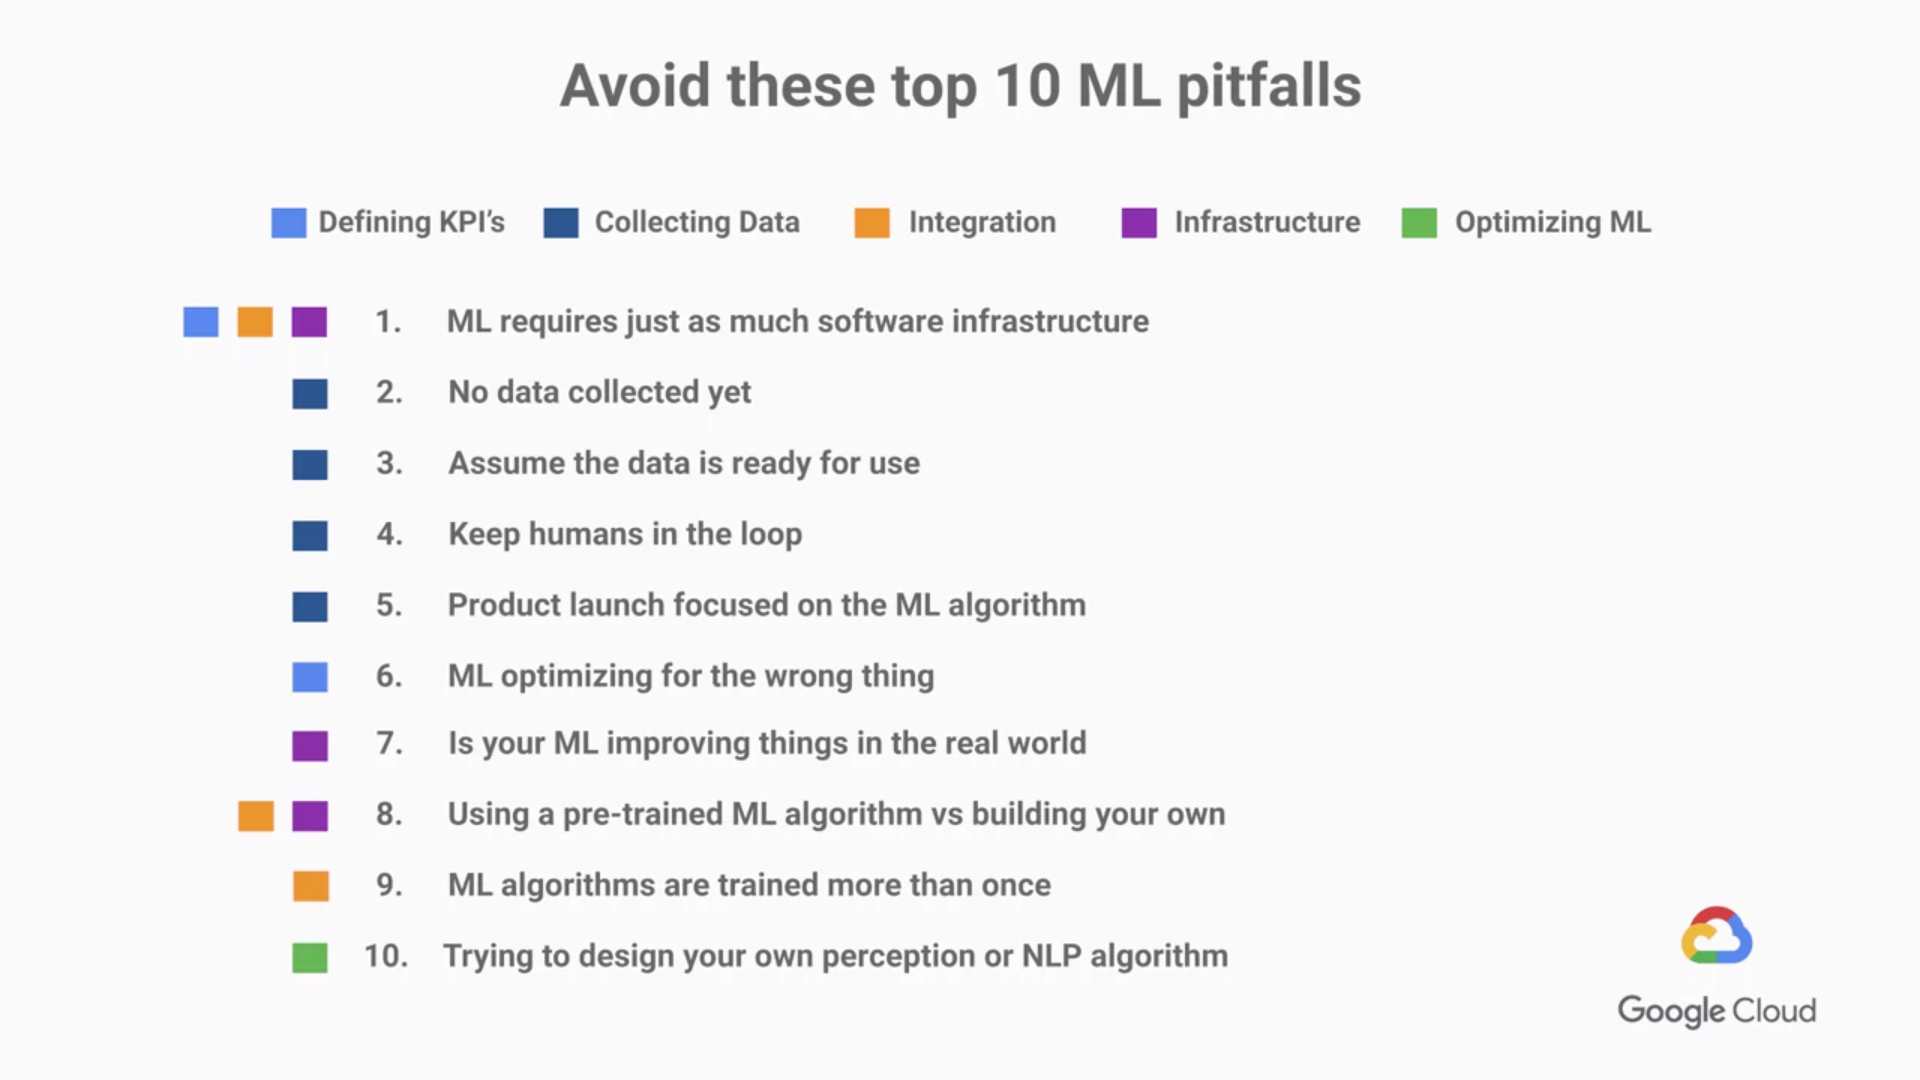 Avoid these top 10 ML pitfalls
Defining KPI’s Collecting Data Integration Infrastructure Optimizing ML
1. ML requires just as much software infrastructure
2. No data collected yet
3. Assume the data is ready for use
4. Keep humans in the loop
5. Product launch focused on the ML algorithm
6. ML optimizing for the wrong thing
7. Is your ML improving things in the real world
8. Using a pre-trained ML algorithm vs building your own
9. ML algorithms are trained more than once
10. Trying to design your own perception or NLP algorithm
Google Cloud